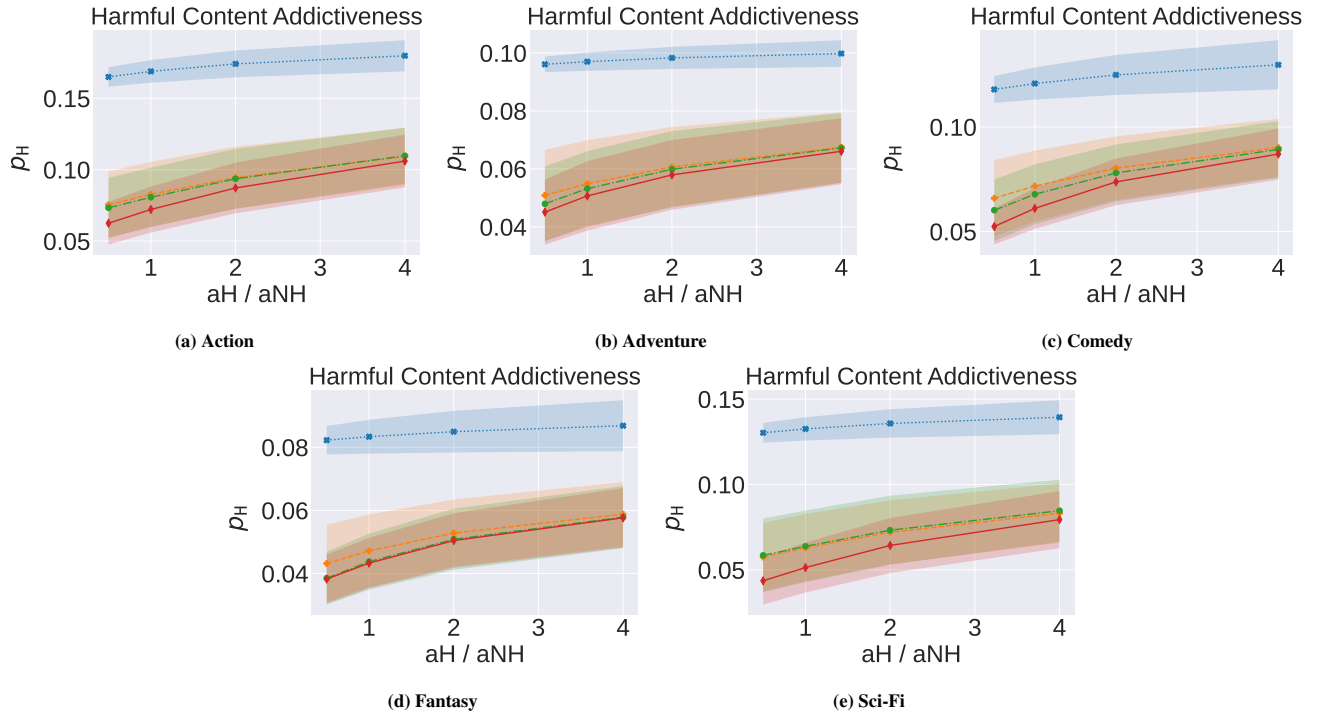 Harmful Content Addictiveness
0.15
0.10
0.05
pH
1 2 3 4
aH / aNH
(a) Action
Harmful Content Addictiveness
0.10
0.08
0.06
0.04
pH
1 2 3 4
aH / aNH
(b) Adventure
Harmful Content Addictiveness
0.10
0.05
pH
1 2 3 4
aH / aNH
(c) Comedy
Harmful Content Addictiveness
0.08
0.06
0.04
pH
1 2 3 4
aH / aNH
(d) Fantasy
Harmful Content Addictiveness
0.15
0.10
0.05
pH
1 2 3 4
aH / aNH
(e) Sci-Fi